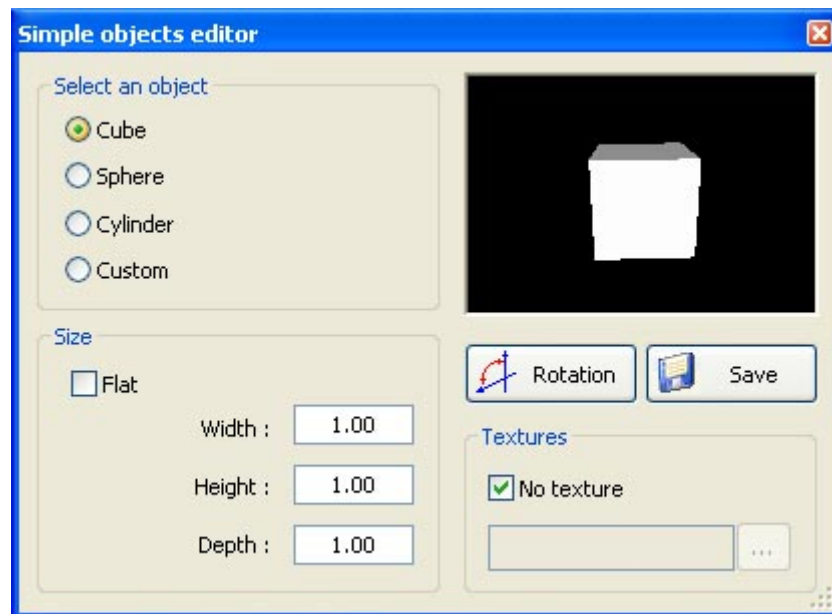 Simple objects editor
Select an object
Cube
Sphere
Cylinder
Custom
Size
Flat
Width : 1.00
Height : 1.00
Depth : 1.00
Rotation
Save
Textures
No texture
...